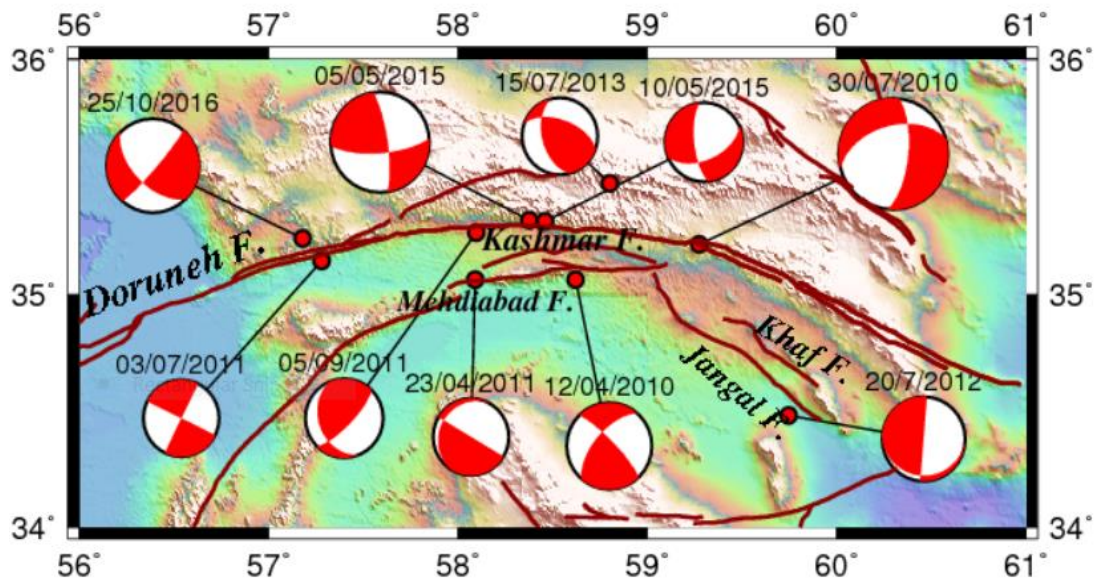 56˚ 57˚ 58˚ 59˚ 60˚ 61˚
36˚ 36˚
05/05/2015 15/07/2013 10/05/2015 30/07/2010
25/10/2016
Doruneh F.
Kashmar F.
35˚ 35˚
Mehdiabad F.
Khaf F.
Jangal F.
03/07/2011 05/09/2011 23/04/2011 12/04/2010 20/7/2012
34˚ 34˚
56˚ 57˚ 58˚ 59˚ 60˚ 61˚